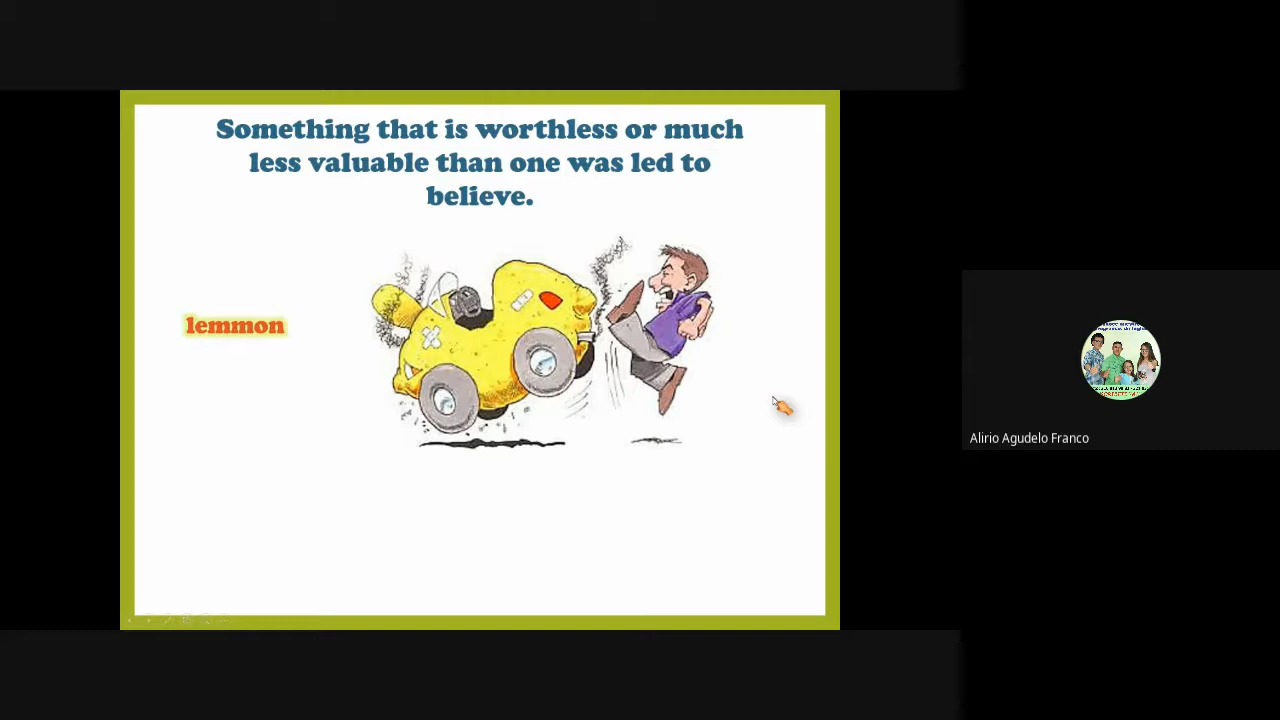 Something that is worthless or much
less valuable than one was led to
believe.
lemmon
Alirio Agudelo Franco